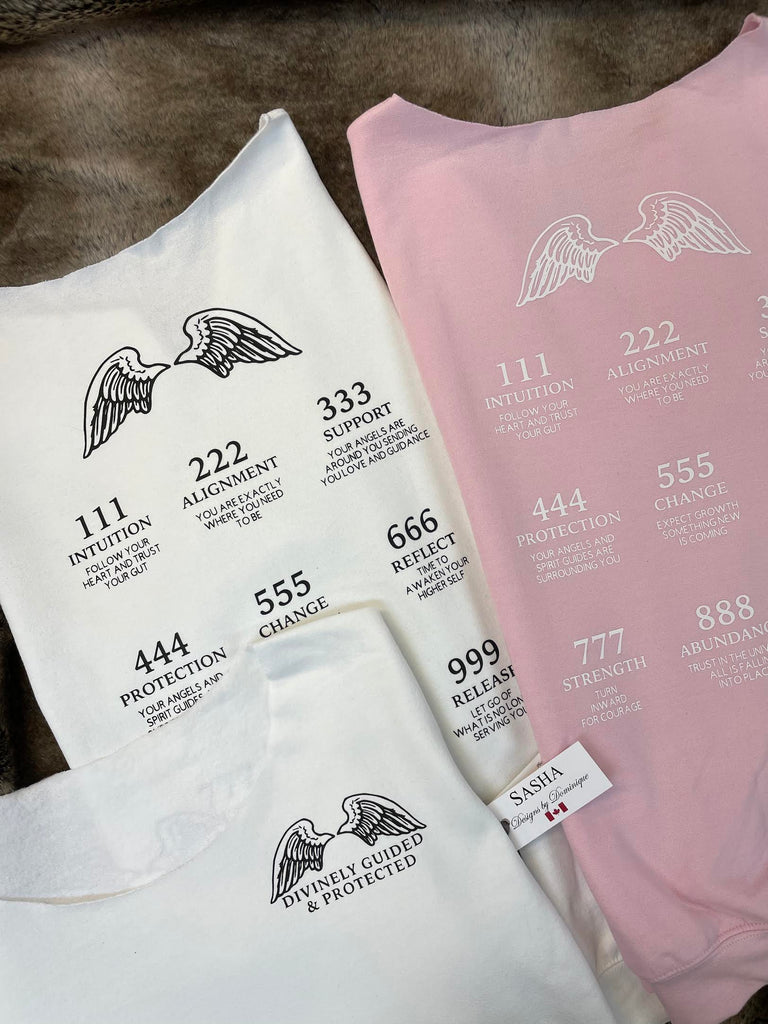 111
INTUITION
FOLLOW YOUR
HEART AND TRUST
YOUR GUT
222
ALIGNMENT
YOU ARE EXACTLY
WHERE YOU NEED
TO BE
333
SUPPORT
YOUR ANGELS ARE
AROUND YOU SENDING
YOU LOVE AND GUIDANCE
444
PROTECTION
YOUR ANGELS AND
SPIRIT GUIDES
555
CHANGE
666
REFLECT
TIME TO
AWAKEN YOUR
HIGHER SELF
999
RELEASE
LET GO OF
WHAT IS NO LON
SERVING YOU
111
INTUITION
FOLLOW YOUR
HEART AND TRUST
YOUR GUT
222
ALIGNMENT
YOU ARE EXACTLY
WHERE YOU NEED
TO BE
444
PROTECTION
YOUR ANGELS AND
SPIRIT GUIDES ARE
SURROUNDING YOU
555
CHANGE
EXPECT GROWTH
SOMETHING NEW
IS COMING
777
STRENGTH
TURN
INWARD
FOR COURAGE
888
ABUNDANC
TRUST IN THE UNIV
ALL IS FALLIN
INTO PLAC
SASHA
Designs by Dominique
DIVINELY GUIDED
& PROTECTED